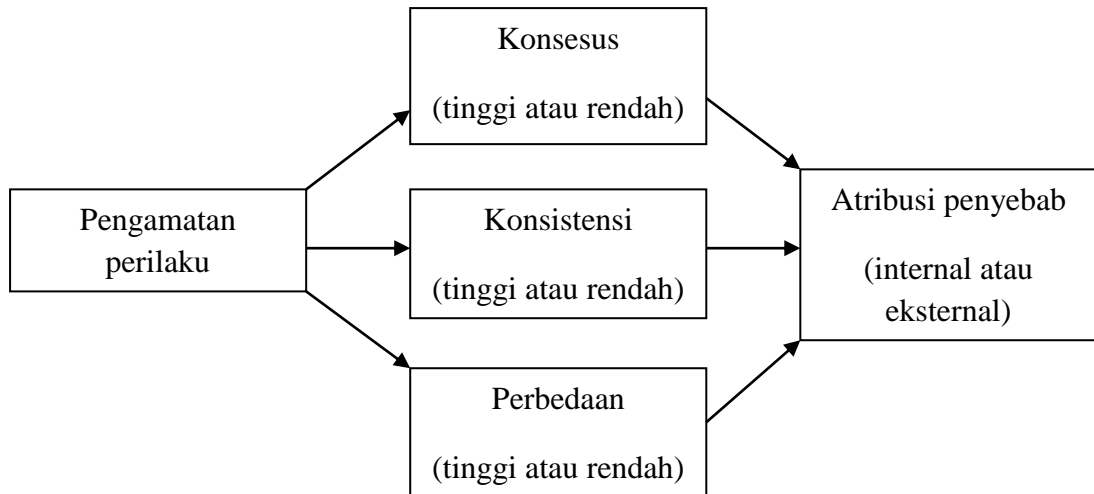 Pengamatan
perilaku
Konsesus
(tinggi atau rendah)
Konsistensi
(tinggi atau rendah)
Perbedaan
(tinggi atau rendah)
Atribusi penyebab
(internal atau
eksternal)